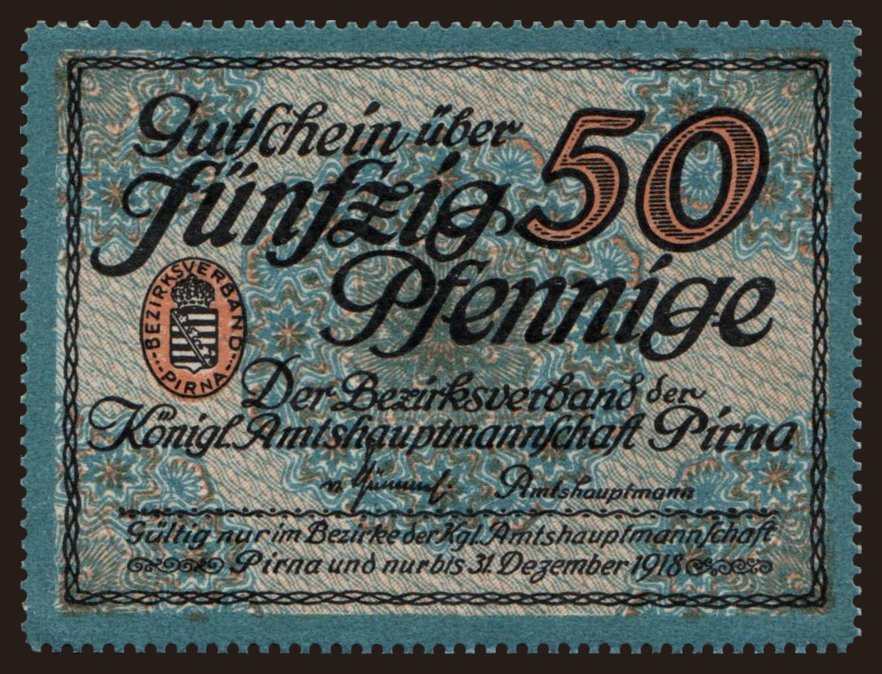 Gutschein über
Fünfzig 50
Pfennige
BEZIRKSVERBAND
PIRNA
Der Bezirksverband der
Königl. Amtshauptmannschaft Pirna
Amtshauptmann
Gültig nur im Bezirke der Kgl. Amtshauptmannschaft
Pirna und nur bis 31. Dezember 1918